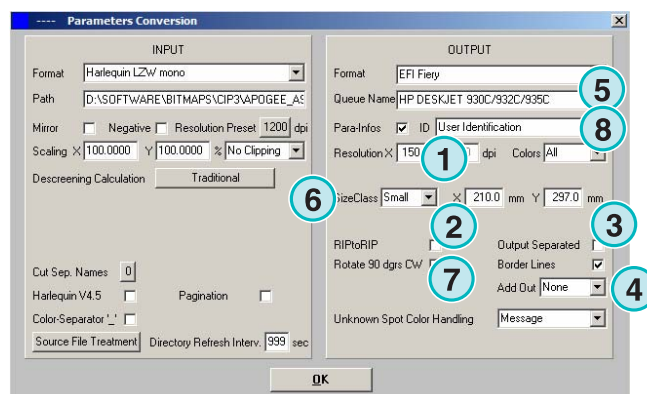 ---- Parameters Conversion
INPUT
Format Harlequin LZW mono
Path D:\SOFTWARE\BITMAPS\CIP3\APOGEE_AS
Mirror Negative Resolution Preset 1200 dpi
Scaling X 100.0000 Y 100.0000 % No Clipping
Descreening Calculation Traditional
Cut Sep. Names 0
Harlequin V4.5 Pagination
Color-Separator '_'
Source File Treatment Directory Refresh Interv. 999 sec
OUTPUT
Format EFI Fiery
Queue Name HP DESKJET 930C/932C/935C 5
Para-Infos ID User Identification 8
Resolution X 150 1 dpi Colors All
6 SizeClass Small X 210.0 mm Y 297.0 mm
2 3
RIPtoRIP Output Separated
Rotate 90 dgrs CW 7 Border Lines
Add Out None 4
Unknown Spot Color Handling Message
OK